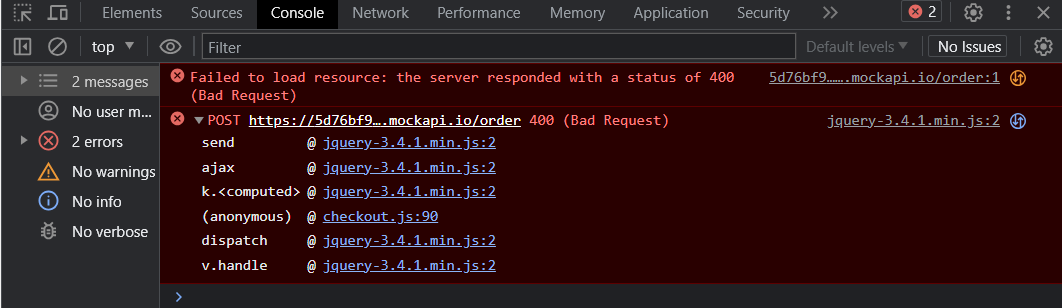 Elements Sources Console Network Performance Memory Application Security 2
top Filter Default levels No Issues
2 messages
No user m...
2 errors
No warnings
No info
No verbose
Failed to load resource: the server responded with a status of 400 5d76bf9……mockapi.io/order:1
(Bad Request)
POST https://5d76bf9….mockapi.io/order 400 (Bad Request) jquery-3.4.1.min.js:2
send @ jquery-3.4.1.min.js:2
ajax @ jquery-3.4.1.min.js:2
k.<computed> @ jquery-3.4.1.min.js:2
(anonymous) @ checkout.js:90
dispatch @ jquery-3.4.1.min.js:2
v.handle @ jquery-3.4.1.min.js:2